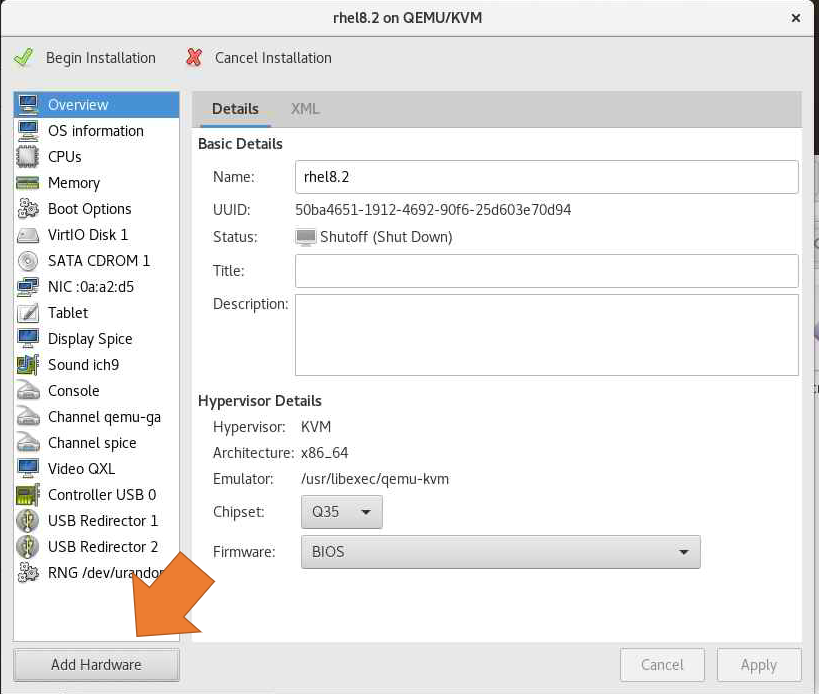 rhel8.2 on QEMU/KVM
Begin Installation Cancel Installation
Overview
OS information
CPUs
Memory
Boot Options
VirtIO Disk 1
SATA CDROM 1
NIC :0a:a2:d5
Tablet
Display Spice
Sound ich9
Console
Channel qemu-ga
Channel spice
Video QXL
Controller USB 0
USB Redirector 1
USB Redirector 2
RNG /dev/urandom
Add Hardware
Details XML
Basic Details
Name: rhel8.2
UUID: 50ba4651-1912-4692-90f6-25d603e70d94
Status: Shutoff (Shut Down)
Title:
Description:
Hypervisor Details
Hypervisor: KVM
Architecture: x86_64
Emulator: /usr/libexec/qemu-kvm
Chipset: Q35
Firmware: BIOS
Cancel Apply